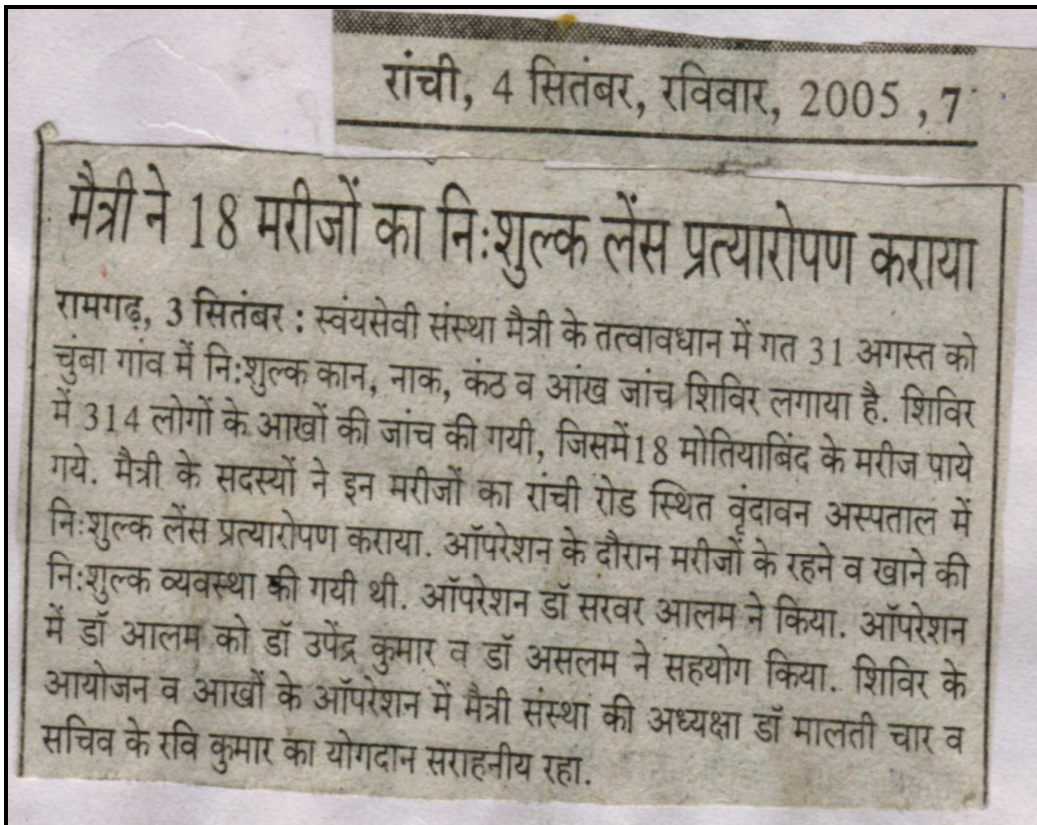 रांची, 4 सितंबर, रविवार, 2005 , 7
मैत्री ने 18 मरीजों का नि:शुल्क लेंस प्रत्यारोपण कराया
रामगढ़, 3 सितंबर : स्वंयसेवी संस्था मैत्री के तत्वावधान में गत 31 अगस्त को
चुंबा गांव में नि:शुल्क कान, नाक, कंठ व आंख जांच शिविर लगाया है. शिविर
में 314 लोगों के आखों की जांच की गयी, जिसमें18 मोतियाबिंद के मरीज पाये
गये. मैत्री के सदस्यों ने इन मरीजों का रांची रोड स्थित वृंदावन अस्पताल में
नि:शुल्क लेंस प्रत्यारोपण कराया. ऑपरेशन के दौरान मरीजों के रहने व खाने की
नि:शुल्क व्यवस्था की गयी थी. ऑपरेशन डॉ सरवर आलम ने किया. ऑपरेशन
में डॉ आलम को डॉ उपेंद्र कुमार व डॉ असलम ने सहयोग किया. शिविर के
आयोजन व आखों के ऑपरेशन में मैत्री संस्था की अध्यक्षा डॉ मालती चार व
सचिव के रवि कुमार का योगदान सराहनीय रहा.